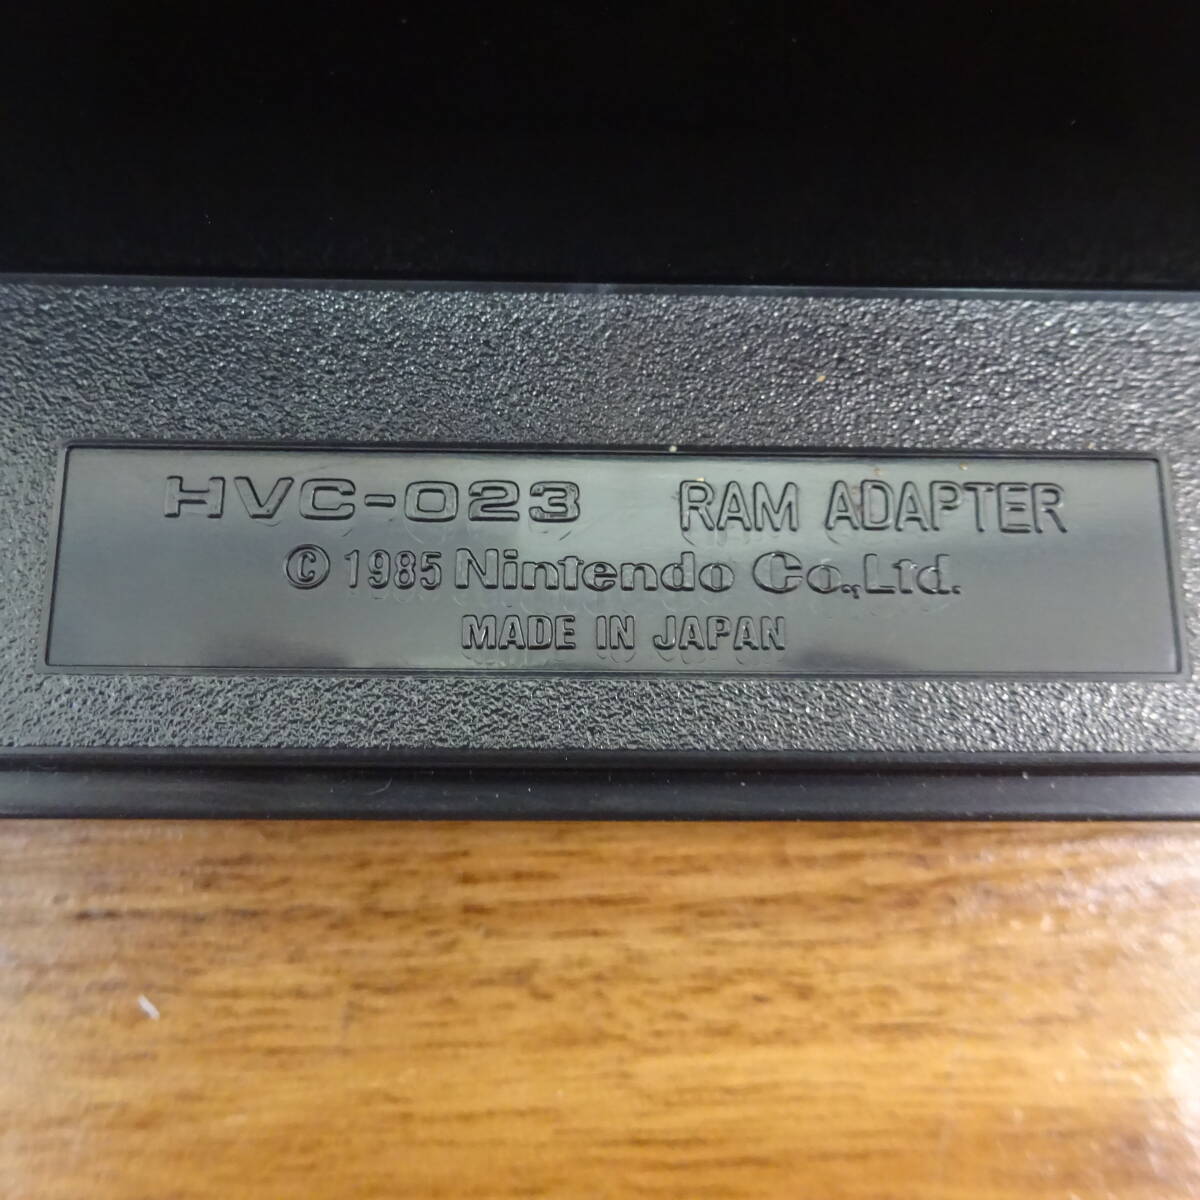 HVC-023 RAM ADAPTER
© 1985 Nintendo Co.,Ltd.
MADE IN JAPAN